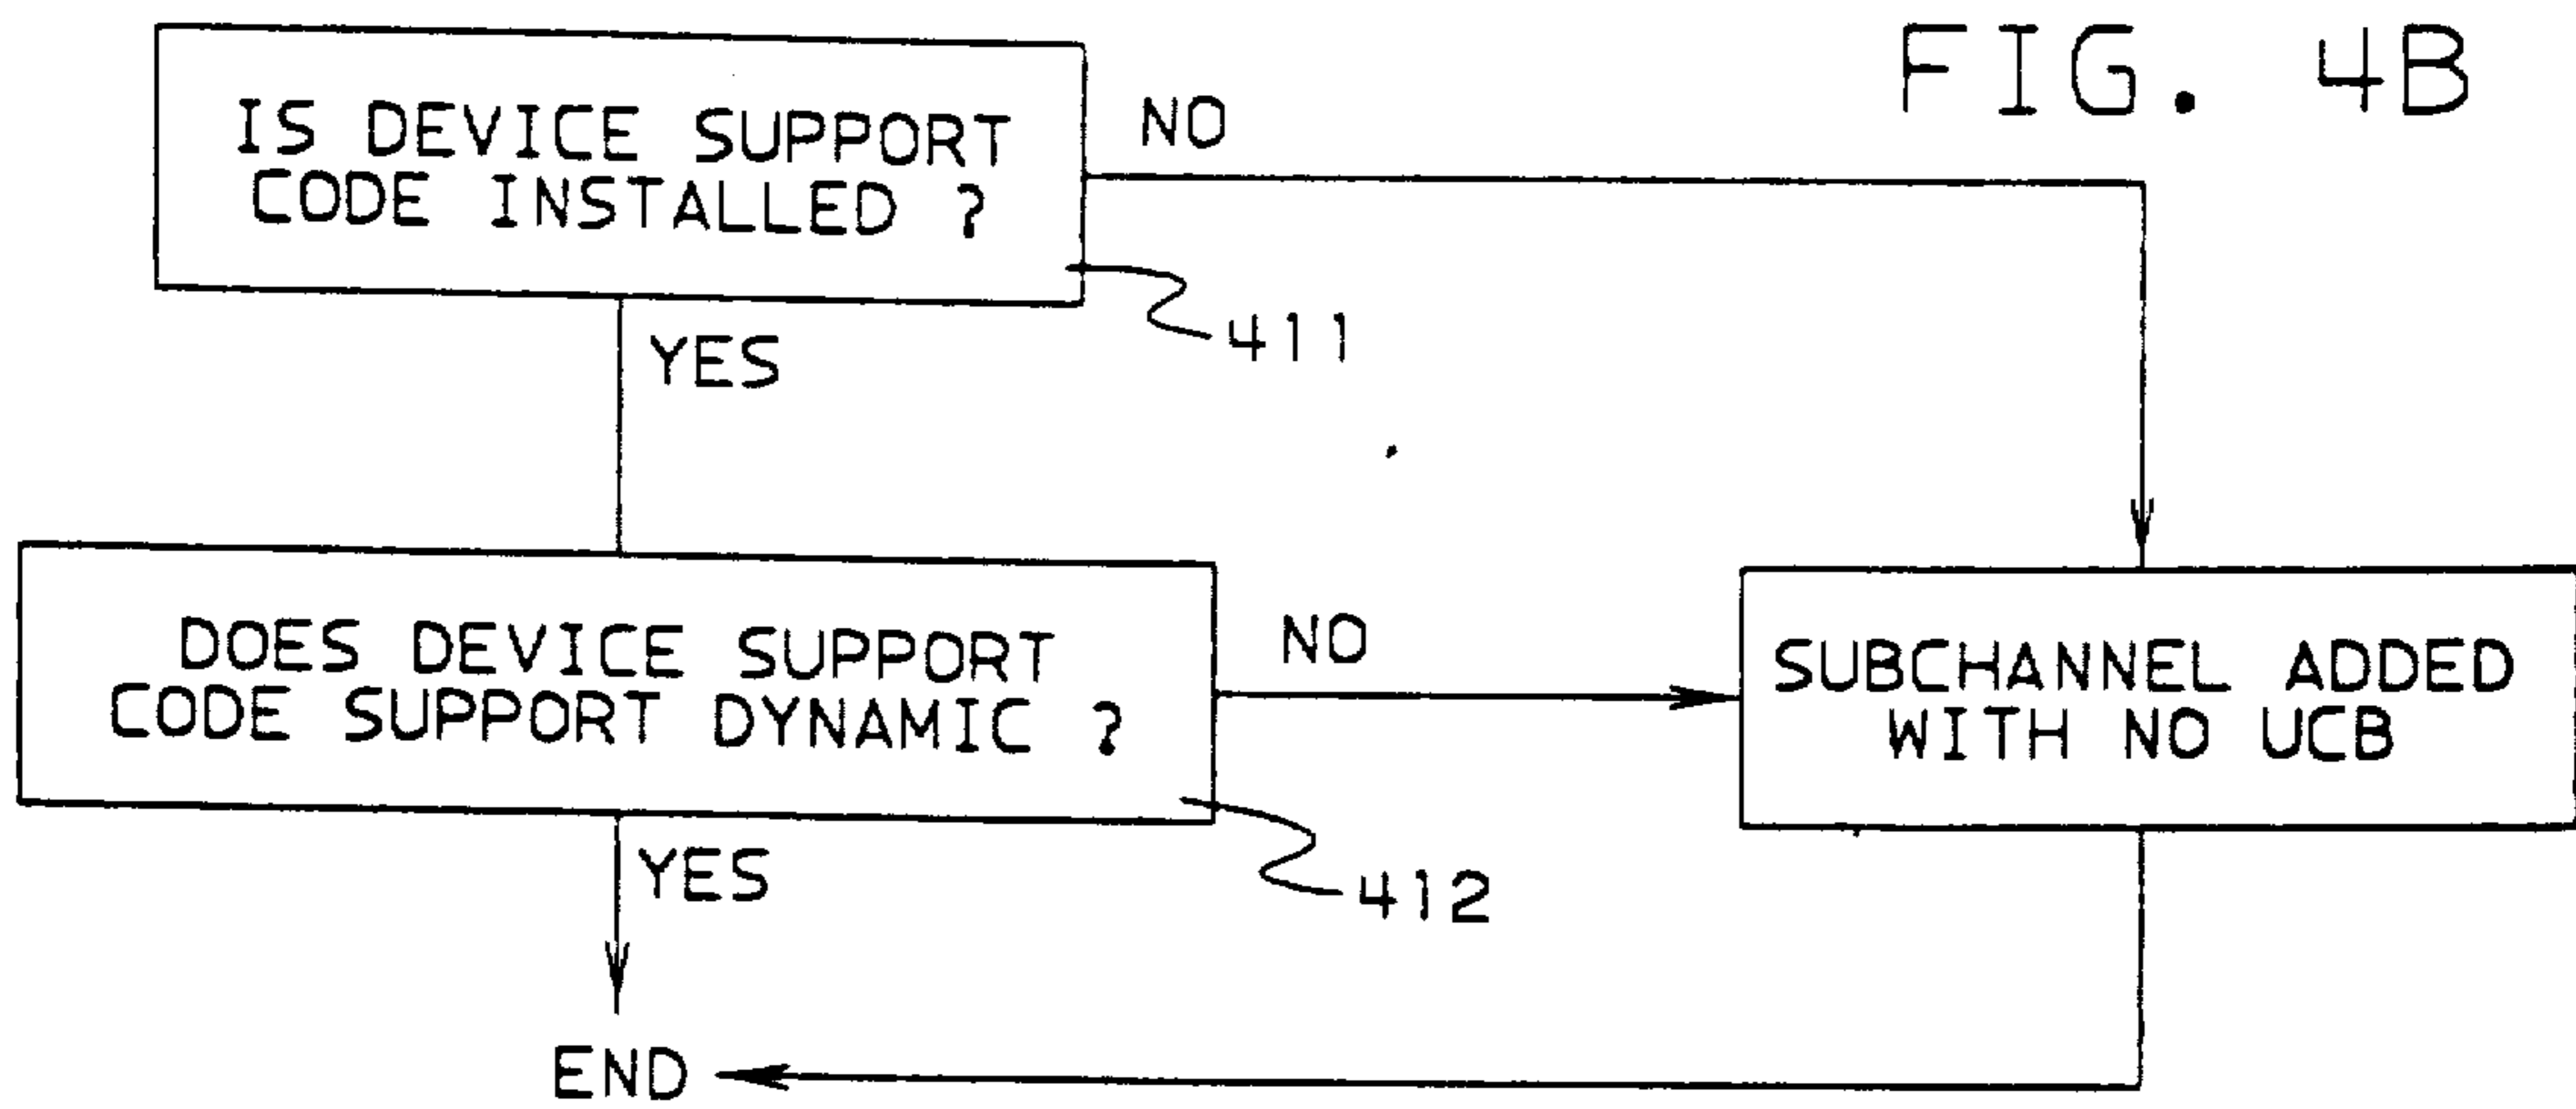 FIG. 4B
IS DEVICE SUPPORT
CODE INSTALLED ?
NO
411
YES
DOES DEVICE SUPPORT
CODE SUPPORT DYNAMIC ?
NO
SUBCHANNEL ADDED
WITH NO UCB
412
YES
END